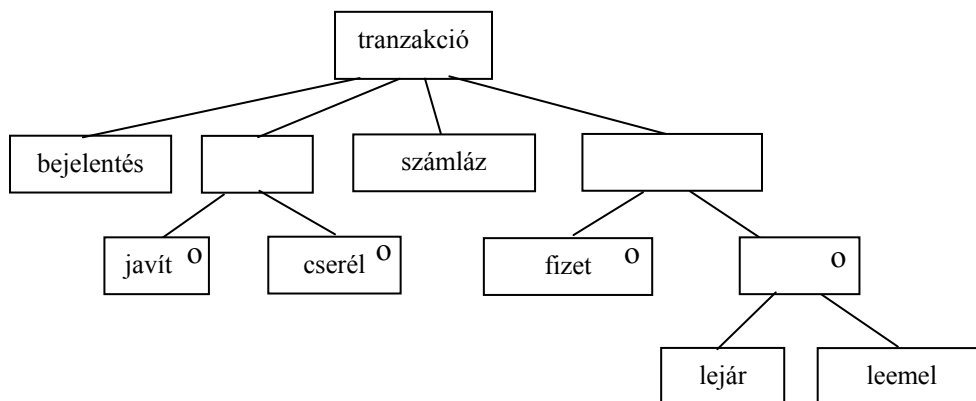 tranzakció
bejelentés
számláz
javít o
cserél o
fizet o
o
lejár
leemel